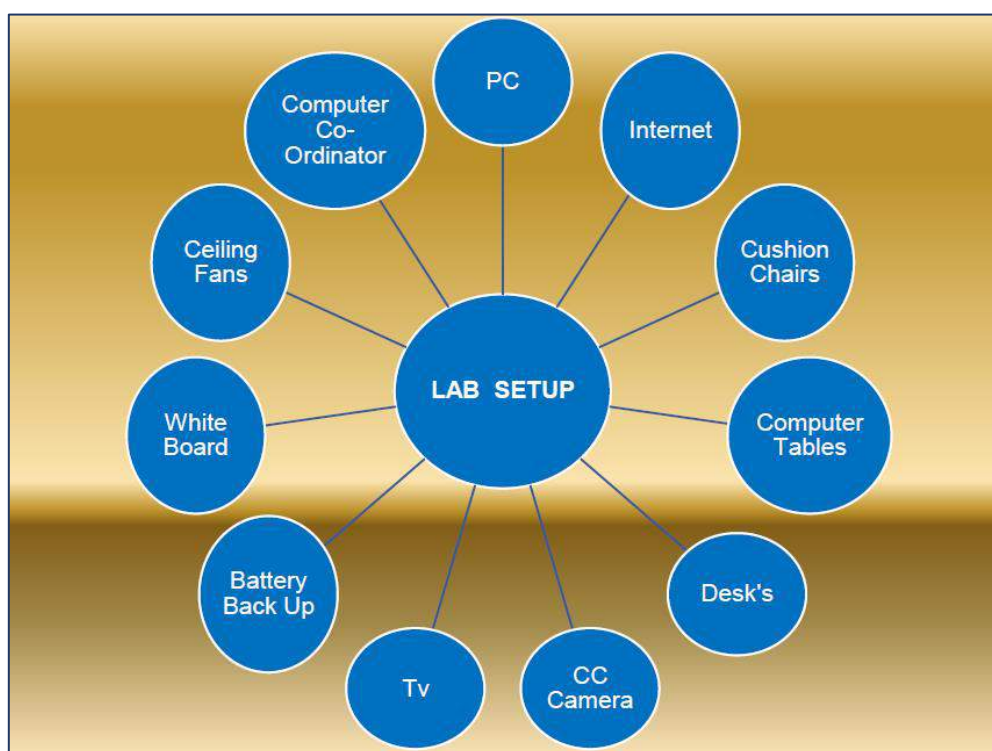 PC
Internet
Cushion
Chairs
Computer
Tables
Desk's
CC
Camera
Tv
Battery
Back Up
White
Board
Ceiling
Fans
Computer
Co-
Ordinator
LAB SETUP